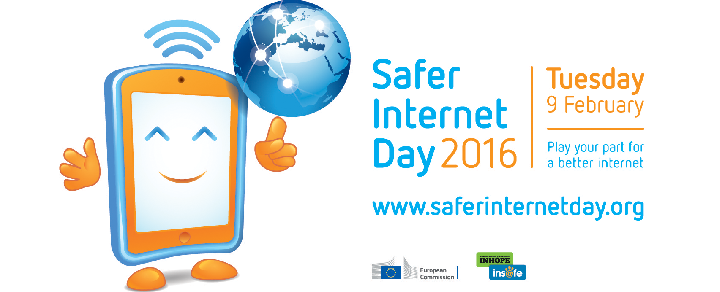 Safer
Internet
Day 2016
Tuesday
9 February
Play your part for
a better internet
www.saferinternetday.org
European
Commission
INHOPE
insafe